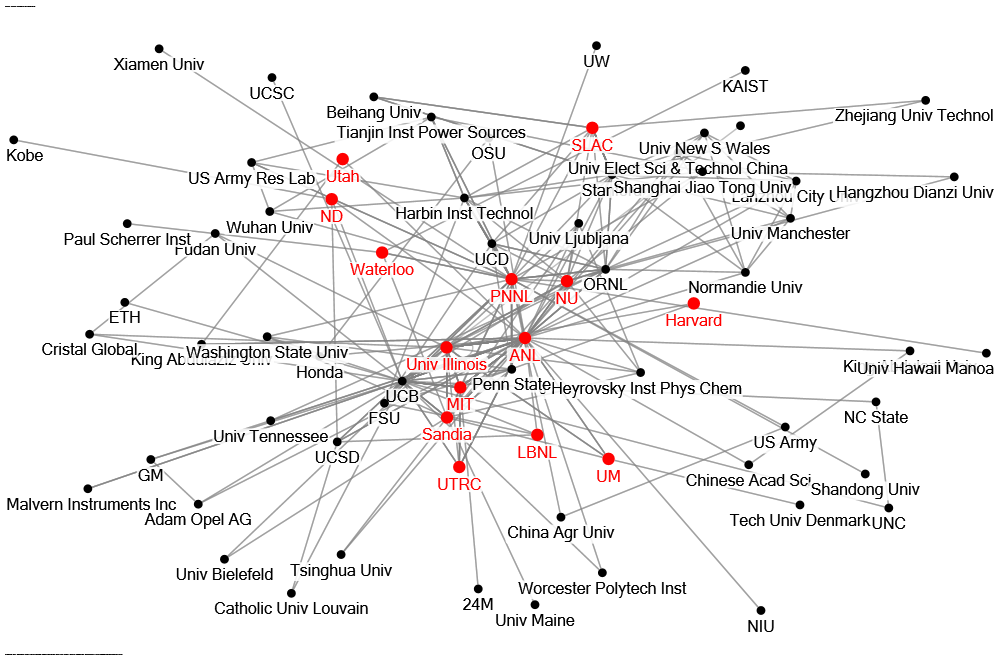 UW
Xiamen Univ
KAIST
UCSC
Beihang Univ
Zhejiang Univ Technol
Tianjin Inst Power Sources
SLAC
Univ New S Wales
OSU
Kobe
Univ Elect Sci & Technol China
Utah
US Army Res Lab
Shanghai Jiao Tong Univ
Hangzhou Dianzi Univ
ND
Harbin Inst Technol
Wuhan Univ
Univ Manchester
Paul Scherrer Inst
Univ Ljubljana
Fudan Univ
UCD
Waterloo
ORNL
Normandie Univ
PNNL
NU
ETH
Harvard
Cristal Global
Washington State Univ
ANL
Univ Illinois
Univ Hawaii Manoa
Honda
Penn State
Heyrovsky Inst Phys Chem
UCB
MIT
FSU
NC State
Sandia
Univ Tennessee
US Army
LBNL
UCSD
GM
UM
Chinese Acad Sci
UTRC
Shandong Univ
Malvern Instruments Inc
Adam Opel AG
Tech Univ Denmark
UNC
China Agr Univ
Tsinghua Univ
Univ Bielefeld
Worcester Polytech Inst
24M
Catholic Univ Louvain
Univ Maine
NIU